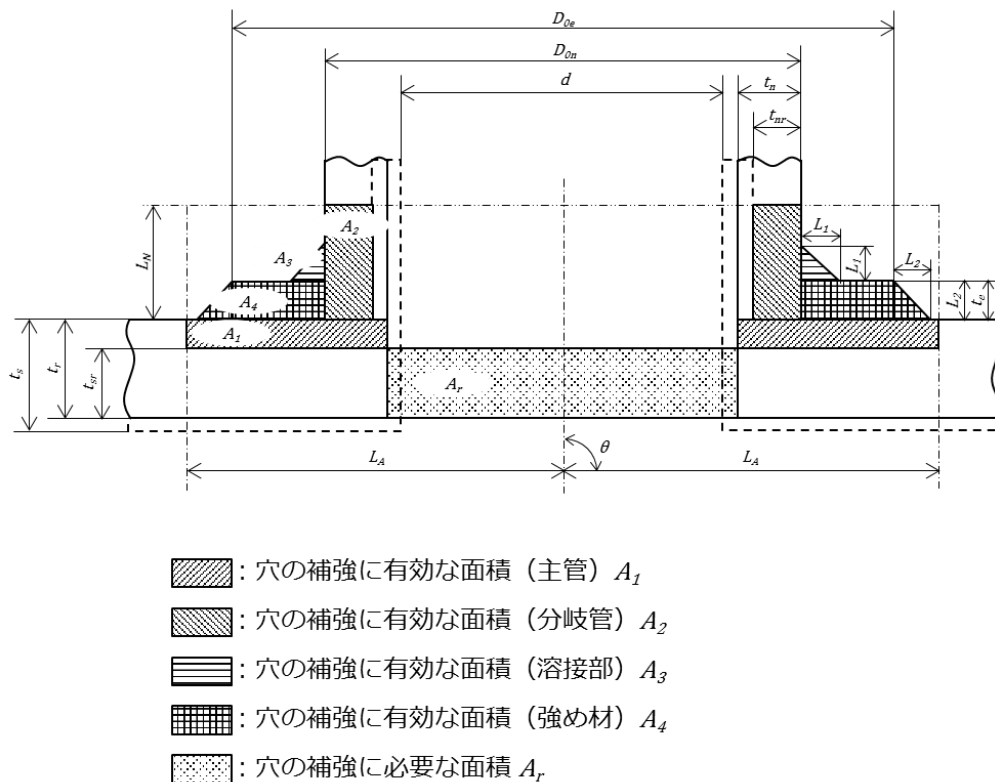 D0e
D0n
d
tn
tnr
L1
L1
L2
L2
te
LN
A2
A3
A4
A1
ts
tr
tsr
Ar
θ
LA
LA
: 穴の補強に有効な面積（主管）A1
: 穴の補強に有効な面積（分岐管）A2
: 穴の補強に有効な面積（溶接部）A3
: 穴の補強に有効な面積（強め材）A4
: 穴の補強に必要な面積 Ar